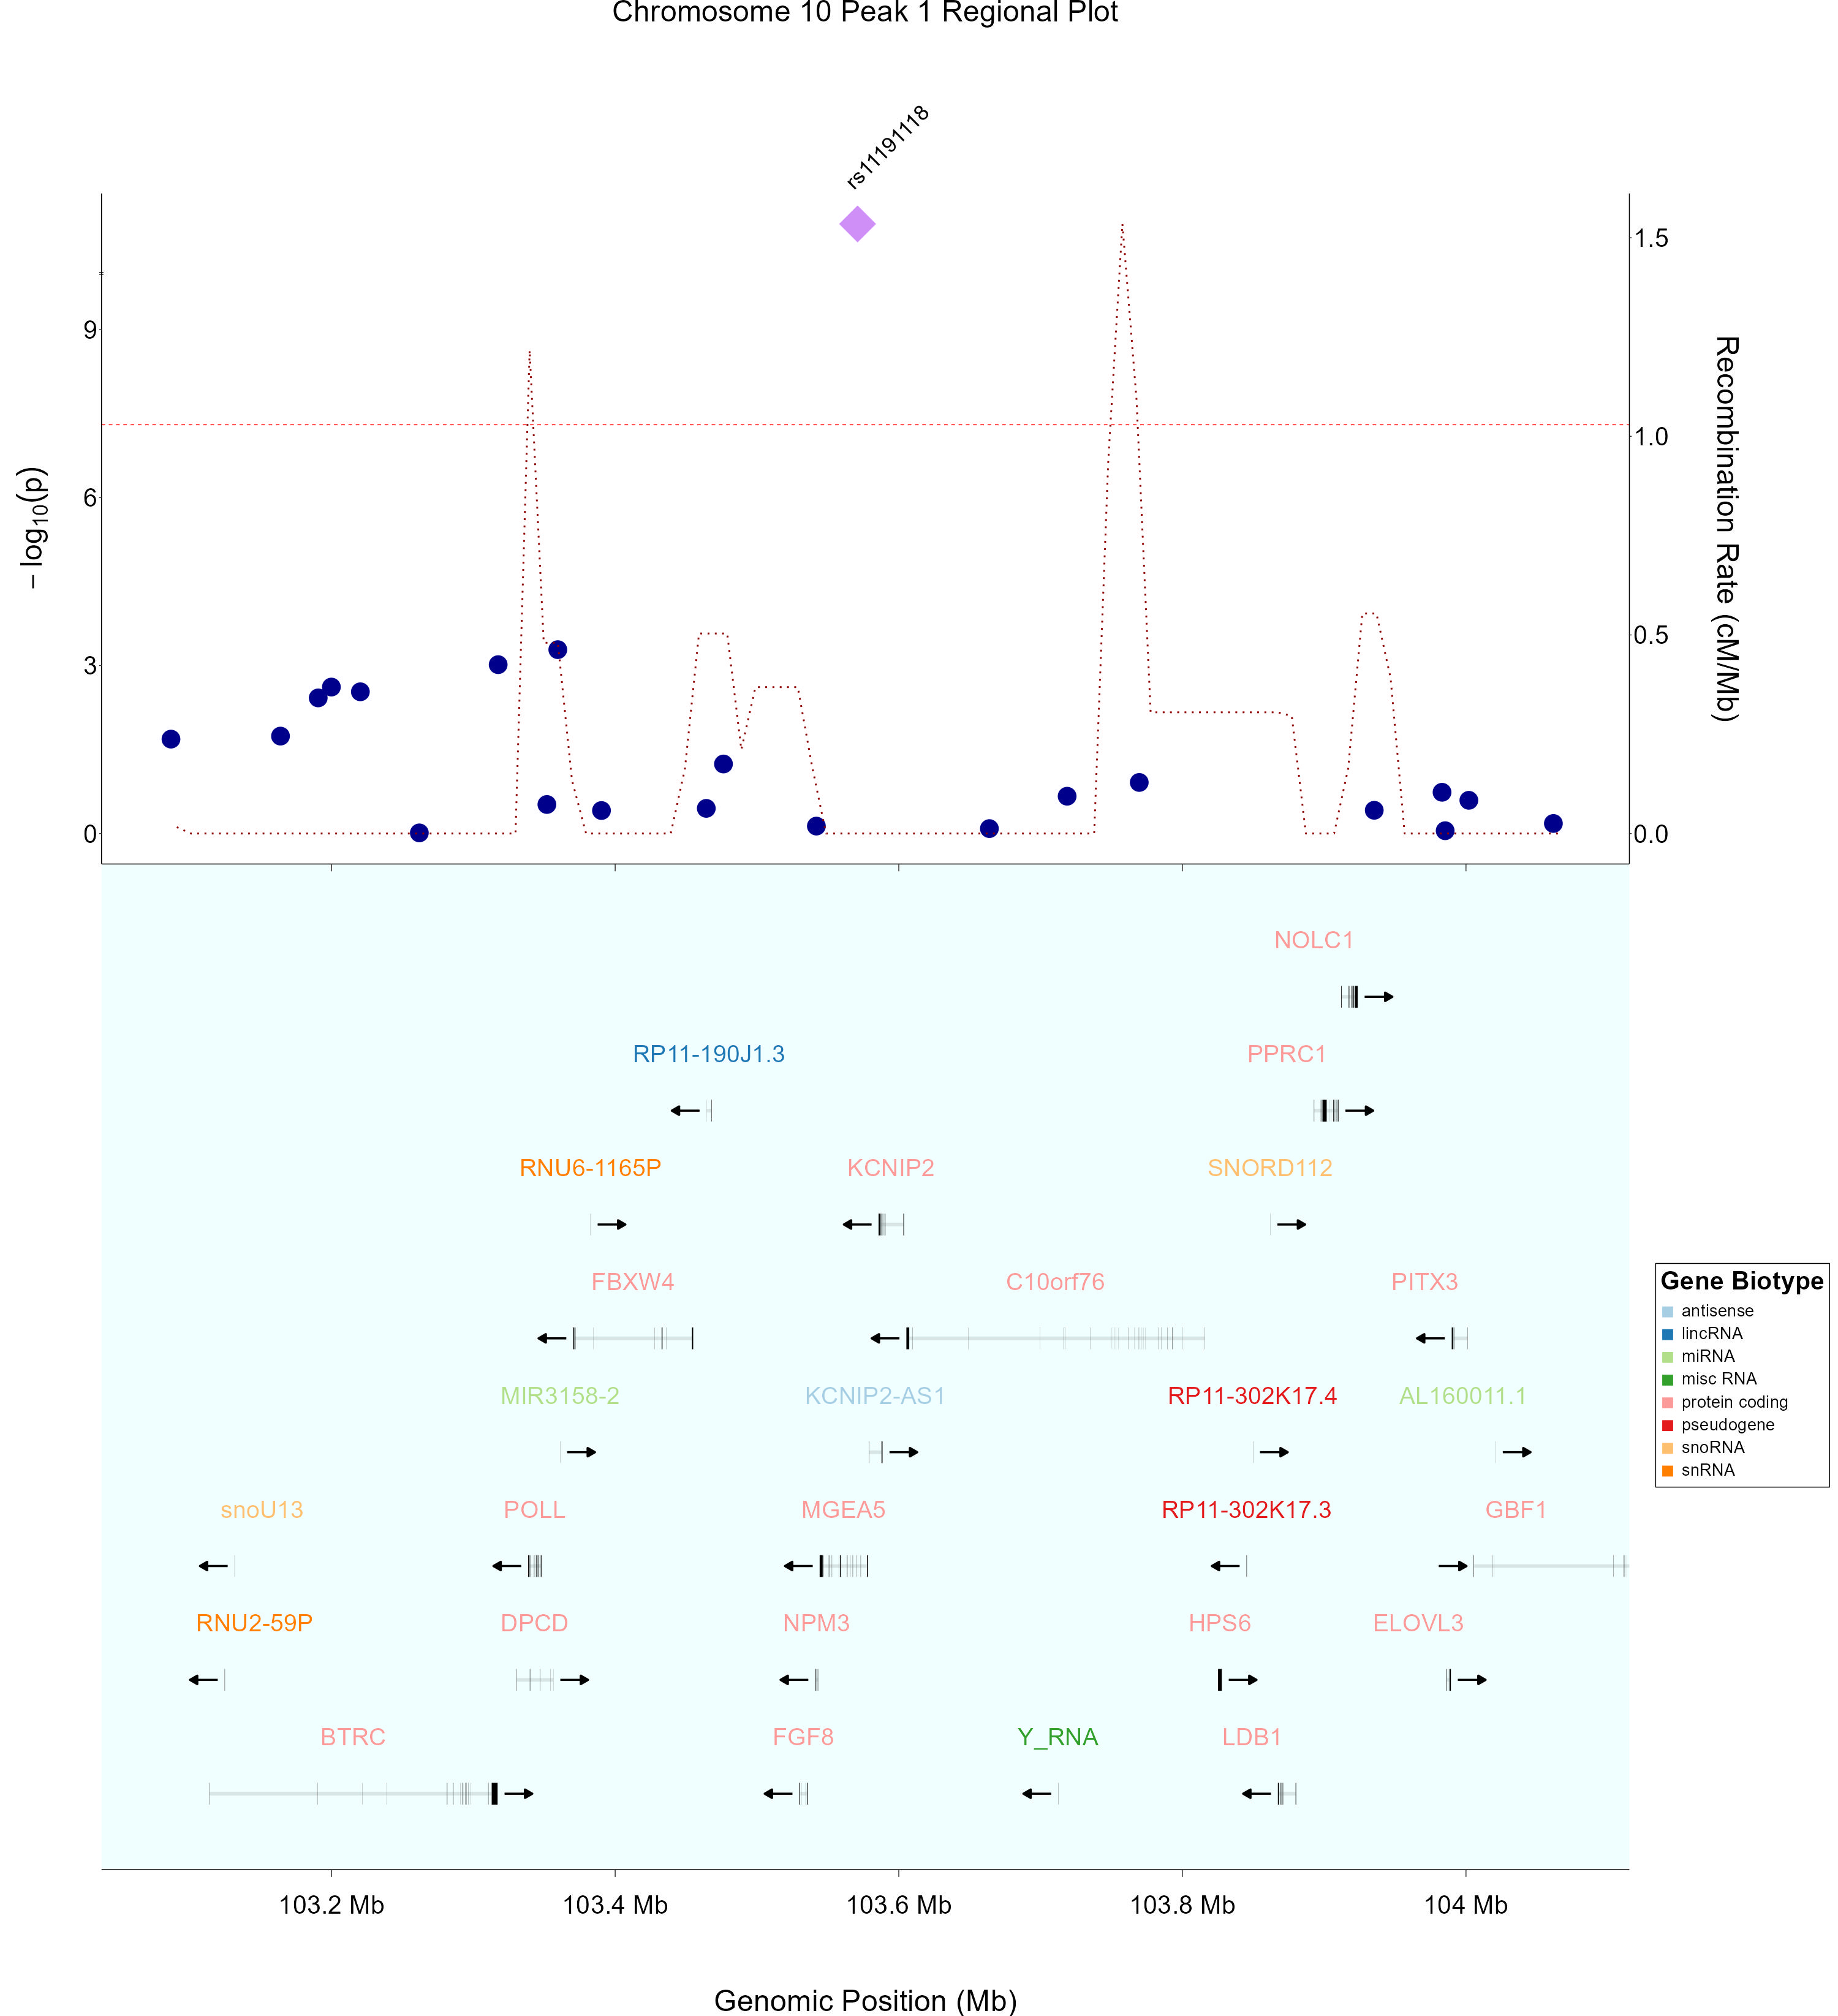 Chromosome 10 Peak 1 Regional Plot
rs11191118
− log10(p)
9
6
3
0
1.5
1.0
0.5
0.0
Recombination Rate (cM/Mb)
NOLC1
RP11-190J1.3
PPRC1
RNU6-1165P
KCNIP2
SNORD112
FBXW4
C10orf76
PITX3
MIR3158-2
KCNIP2-AS1
RP11-302K17.4
AL160011.1
snoU13
POLL
MGEA5
RP11-302K17.3
GBF1
RNU2-59P
DPCD
NPM3
HPS6
ELOVL3
BTRC
FGF8
Y_RNA
LDB1
Gene Biotype
antisense
lincRNA
miRNA
misc RNA
protein coding
pseudogene
snoRNA
snRNA
103.2 Mb
103.4 Mb
103.6 Mb
103.8 Mb
104 Mb
Genomic Position (Mb)